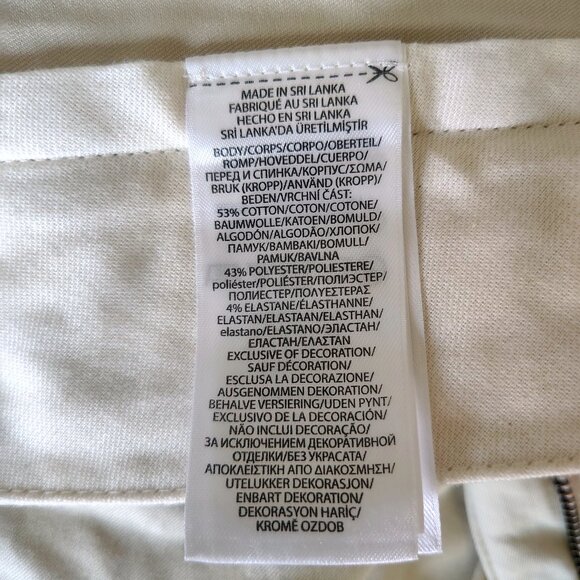 MADE IN SRI LANKA
FABRIQUÉ AU SRI LANKA
HECHO EN SRI LANKA
SRİ LANKA'DA ÜRETİLMİŞTİR
BODY/CORPS/CORPO/OBERTEIL/
ROMP/HOVEDDEL/CUERPO/
ПЕРЕД И СПИНКА/КОРПУС/ΣΩΜΑ/
BRUK (KROPP)/ANVÄND (KROPP)/
BEDEN/VRCHNÍ ČÁST:
53% COTTON/COTON/COTONE/
BAUMWOLLE/KATOEN/BOMULD/
ALGODÓN/ALGODÃO/ХЛОПОК/
ПАМУК/ΒΑΜΒΑΚΙ/BOMULL/
PAMUK/BAVLNA
43% POLYESTER/POLIESTERE/
poliéster/POLIÉSTER/ПОЛИЭСТЕР/
ПОЛИЕСТЕР/ΠΟΛΥΕΣΤΕΡΑΣ
4% ELASTANE/ÉLASTHANNE/
ELASTAN/ELASTAAN/ELASTHAN/
elastano/ELASTANO/ЭЛАСТАН/
ЕЛАСТАН/ΕΛΑΣΤΑΝ
EXCLUSIVE OF DECORATION/
SAUF DÉCORATION/
ESCLUSA LA DECORAZIONE/
AUSGENOMMEN DEKORATION/
BEHALVE VERSIERING/UDEN PYNT/
EXCLUSIVO DE LA DECORACIÓN/
NÃO INCLUI DECORAÇÃO/
ЗА ИСКЛЮЧЕНИЕМ ДЕКОРАТИВНОЙ
ОТДЕЛКИ/БЕЗ УКРАСАТА/
ΑΠΟΚΛΕΙΣΤΙΚΗ ΑΠΟ ΔΙΑΚΟΣΜΗΣΗ/
UTELUKKER DEKORASJON/
ENBART DEKORATION/
DEKORASYON HARİÇ/
KROMĚ OZDOB